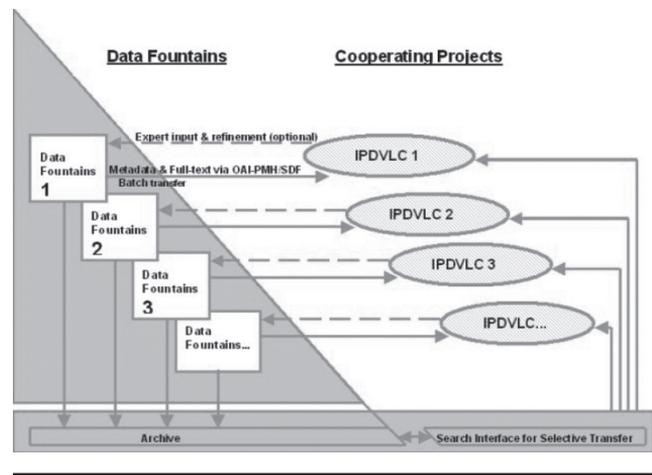 Data Fountains
Cooperating Projects
Expert input & refinement (optional)
IPDVLC 1
Data
Fountains
1
Metadata & Full-text via OAI-PMH/SDF
Batch transfer
Data
Fountains
2
IPDVLC 2
Data
Fountains
3
IPDVLC 3
Data
Fountains...
IPDVLC...
Archive
Search Interface for Selective Transfer